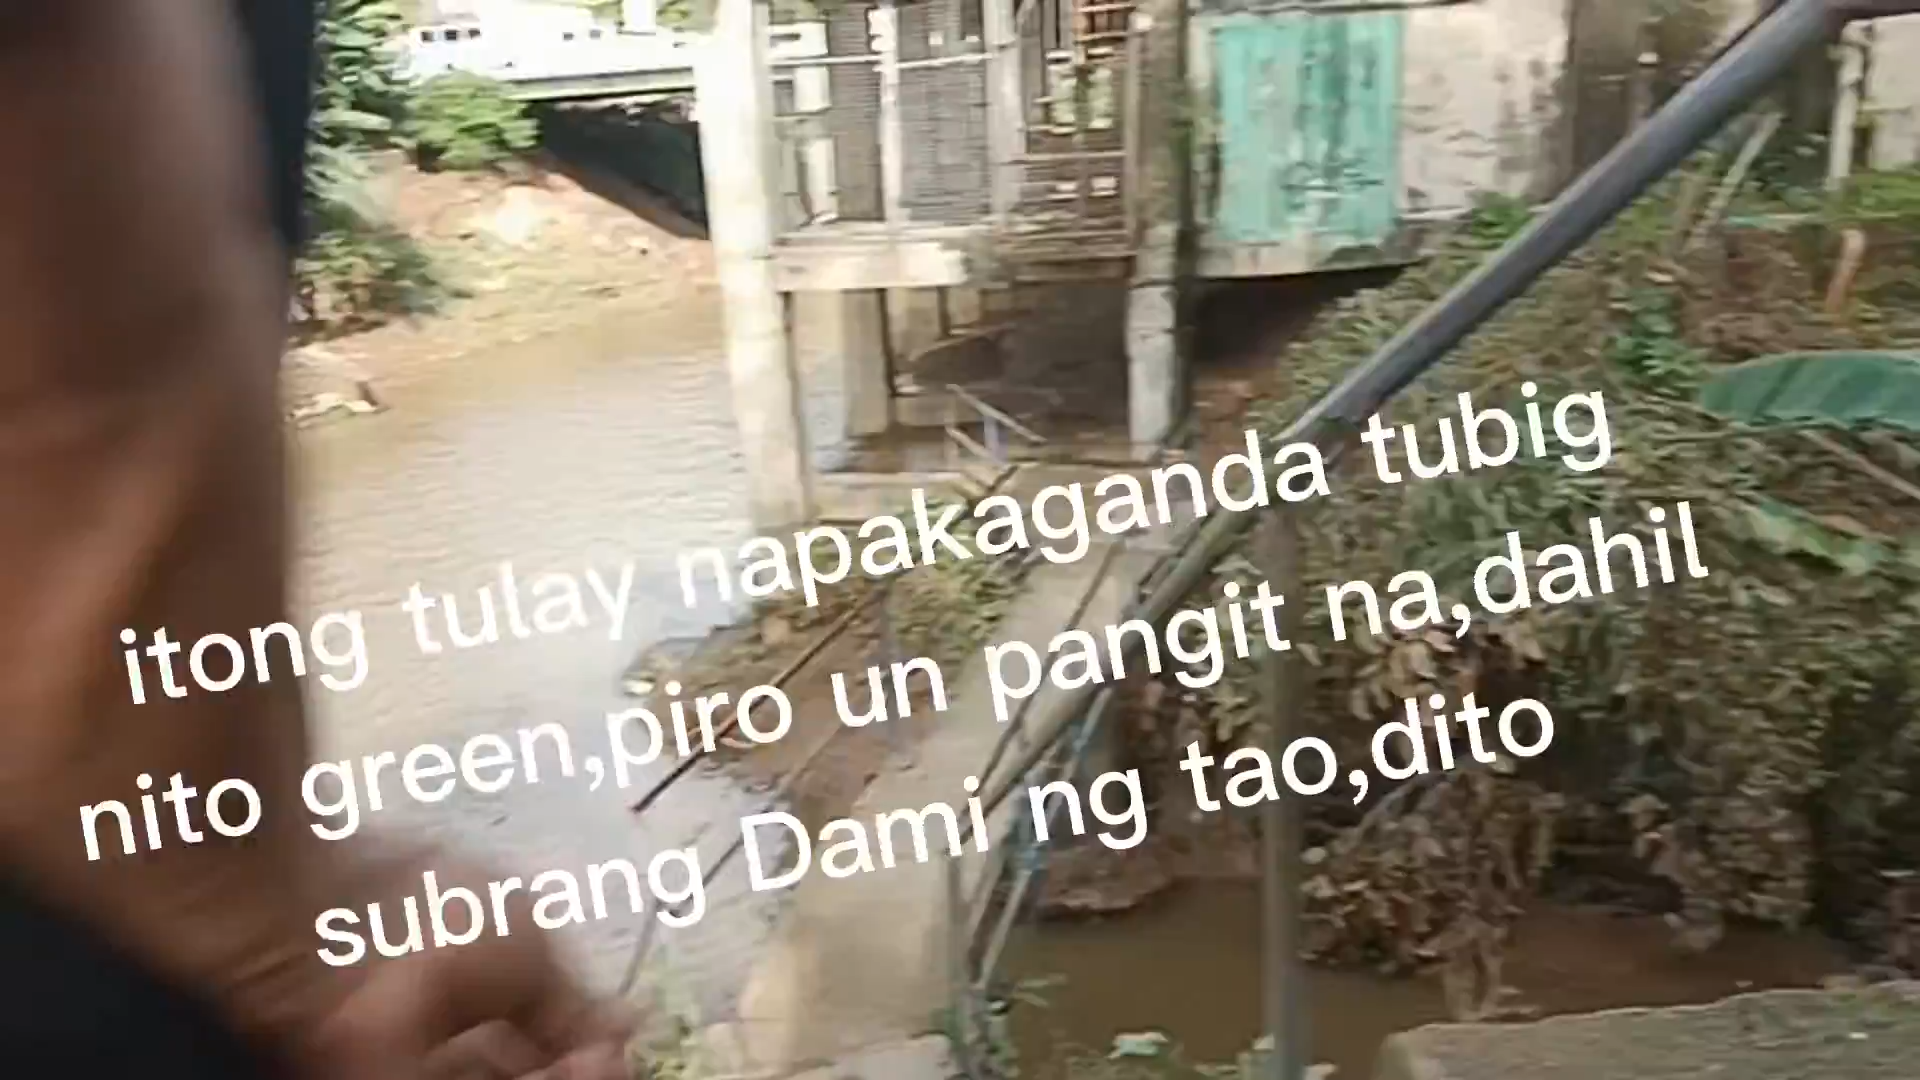 itong tulay napakaganda tubig
nito green,piro un pangit na,dahil
subrang Dami ng tao,dito